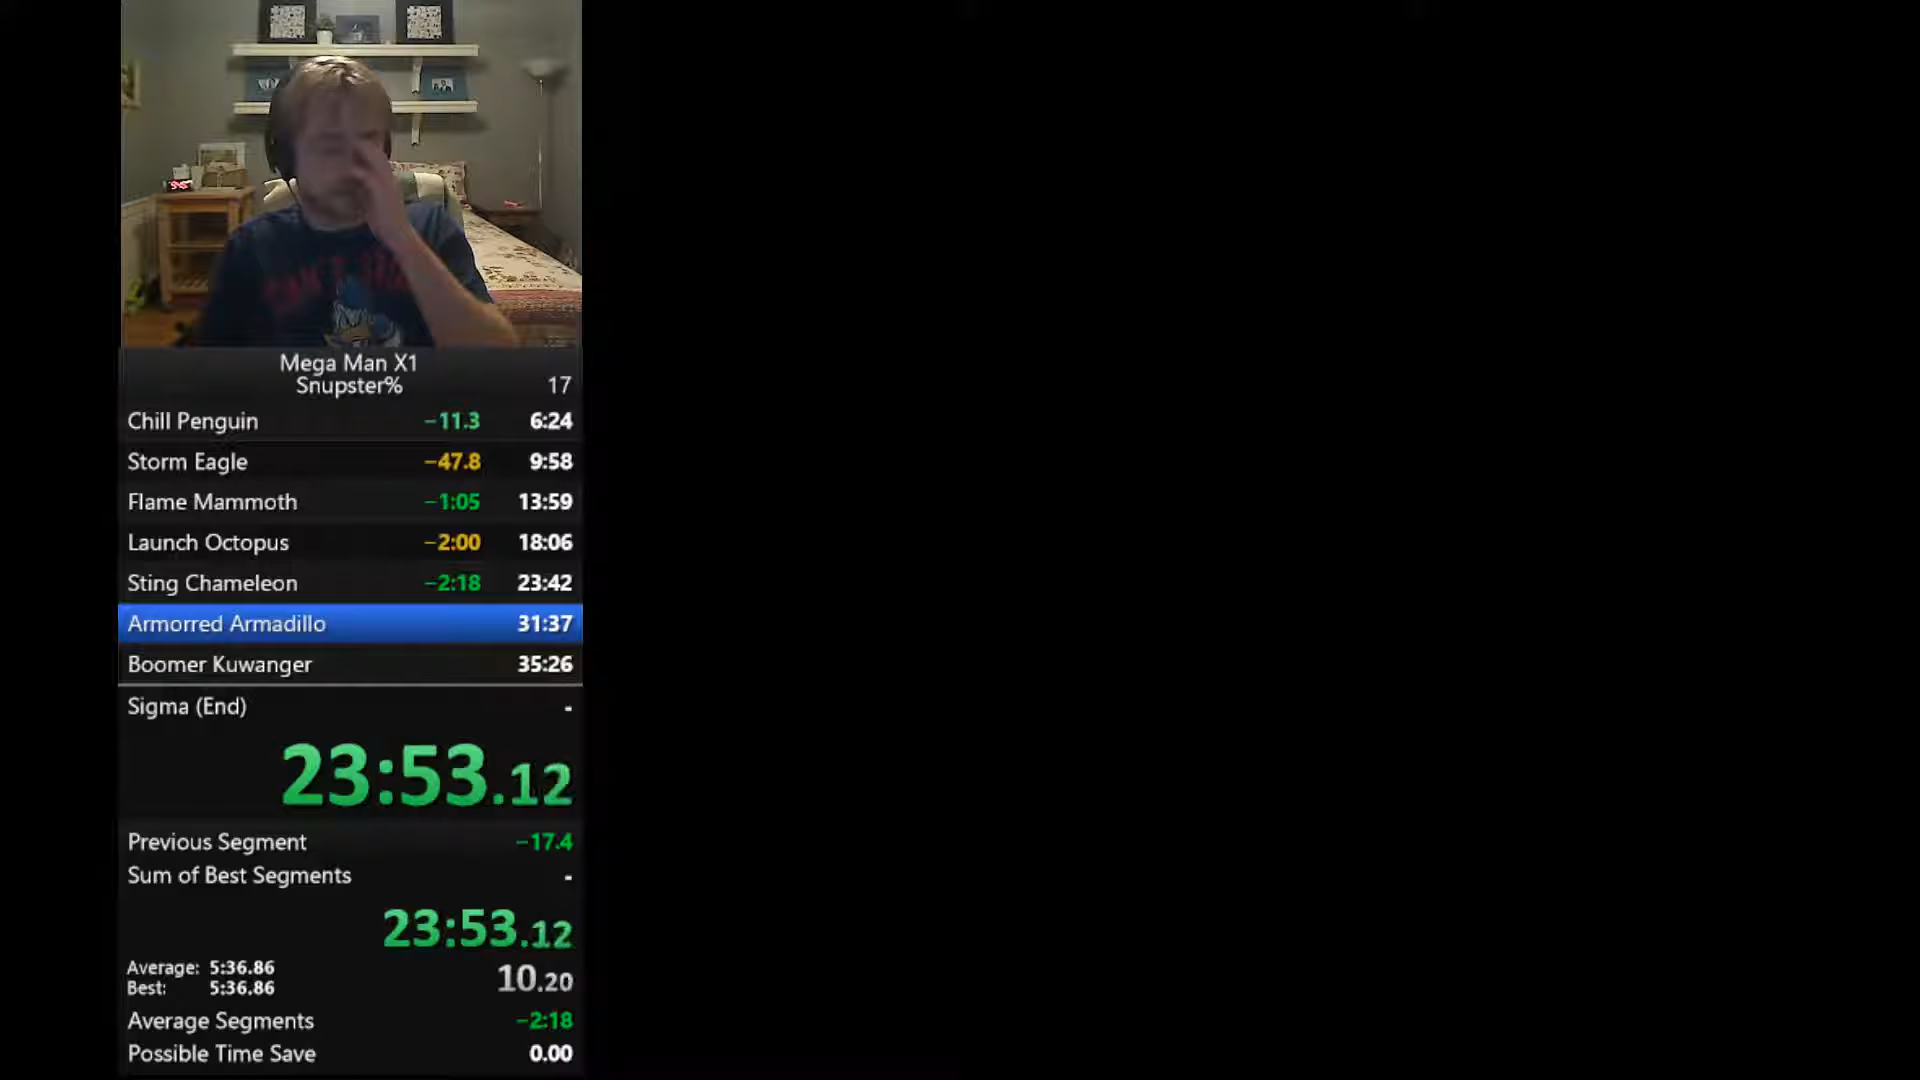 Mega Man X1
Snupster% 17
Chill Penguin -11.3 6:24
Storm Eagle -47.8 9:58
Flame Mammoth -1:05 13:59
Launch Octopus -2:00 18:06
Sting Chameleon -2:18 23:42
Armorred Armadillo 31:37
Boomer Kuwanger 35:26
Sigma (End) -
23:53.12
Previous Segment -17.4
Sum of Best Segments -
23:53.12
Average: 5:36.86
Best: 5:36.86
10.20
Average Segments -2:18
Possible Time Save 0.00